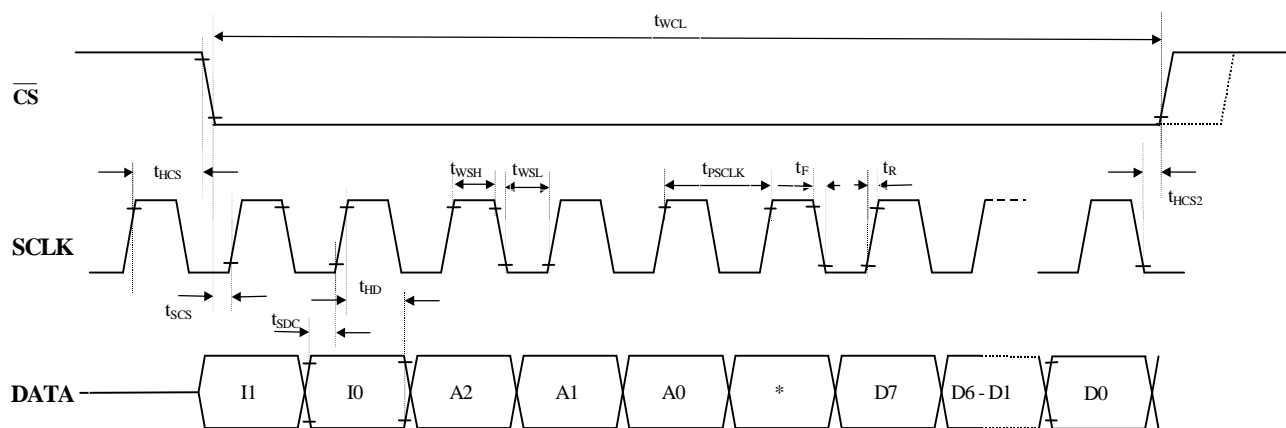 tWCL
CS
tHCS
tWSH
tWSL
tPSCLK
tF
tR
tHCS2
SCLK
tSCS
tHD
tSDC
DATA
I1
I0
A2
A1
A0
*
D7
D6 - D1
D0